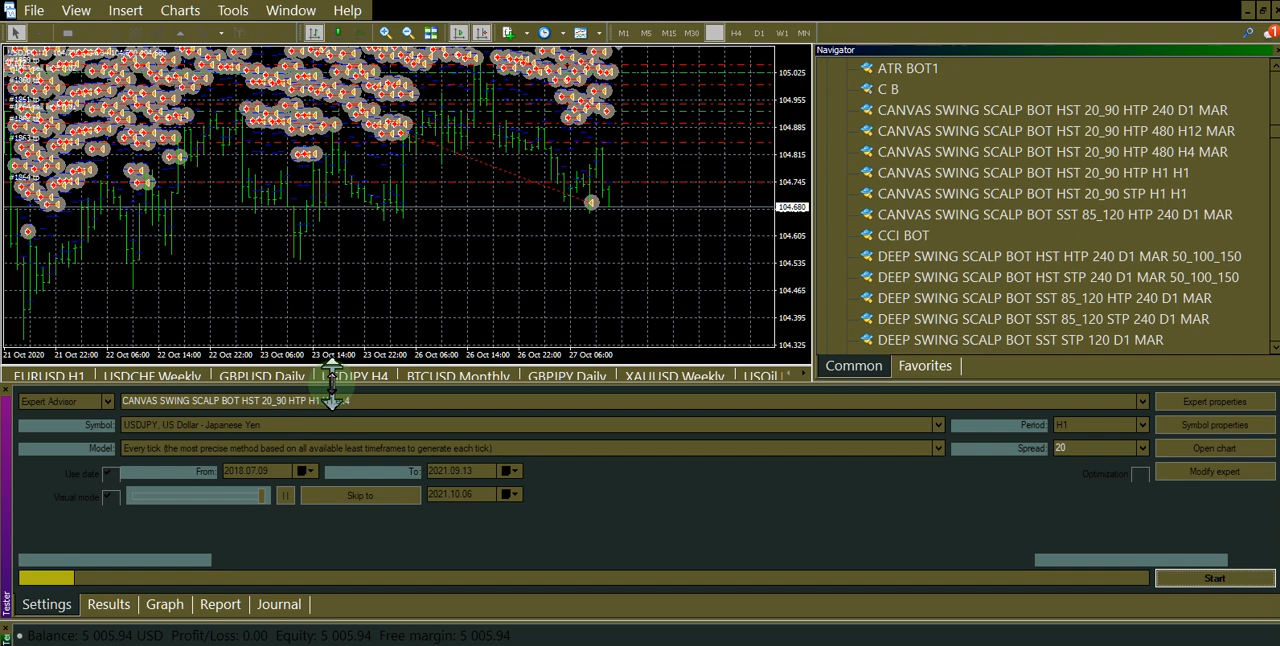 File View Insert Charts Tools Window Help
M1 M5 M15 M30 H4 D1 W1 MN
105.025
104.955
104.885
104.815
104.745
104.680
104.605
104.535
104.465
104.395
104.325
21 Oct 2020 21 Oct 22:00 22 Oct 06:00 22 Oct 14:00 22 Oct 22:00 23 Oct 06:00 23 Oct 14:00 23 Oct 22:00 26 Oct 06:00 26 Oct 14:00 26 Oct 22:00 27 Oct 06:00
EURUSD H1 USDCHF Weekly GBPUSD Daily USDJPY H4 BTCUSD Monthly GBPJPY Daily XAUUSD Weekly USOil
Navigator
ATR BOT1
C B
CANVAS SWING SCALP BOT HST 20_90 HTP 240 D1 MAR
CANVAS SWING SCALP BOT HST 20_90 HTP 480 H12 MAR
CANVAS SWING SCALP BOT HST 20_90 HTP 480 H4 MAR
CANVAS SWING SCALP BOT HST 20_90 HTP H1 H1
CANVAS SWING SCALP BOT HST 20_90 STP H1 H1
CANVAS SWING SCALP BOT SST 85_120 HTP 240 D1 MAR
CCI BOT
DEEP SWING SCALP BOT HST HTP 240 D1 MAR 50_100_150
DEEP SWING SCALP BOT HST STP 240 D1 MAR 50_100_150
DEEP SWING SCALP BOT SST 85_120 HTP 240 D1 MAR
DEEP SWING SCALP BOT SST 85_120 STP 240 D1 MAR
DEEP SWING SCALP BOT SST STP 120 D1 MAR
Common Favorites
Expert Advisor CANVAS SWING SCALP BOT HST 20_90 HTP H1 Expert properties
Symbol: USDJPY, US Dollar - Japanese Yen Period: H1 Symbol properties
Model: Every tick (the most precise method based on all available least timeframes to generate each tick) Spread: 20 Open chart
Use date From: 2018.07.09 To: 2021.09.13 Optimization Modify expert
Visual mode Skip to 2021.10.06
Start
Tester
Settings Results Graph Report Journal
Balance: 5 005.94 USD Profit/Loss: 0.00 Equity: 5 005.94 Free margin: 5 005.94